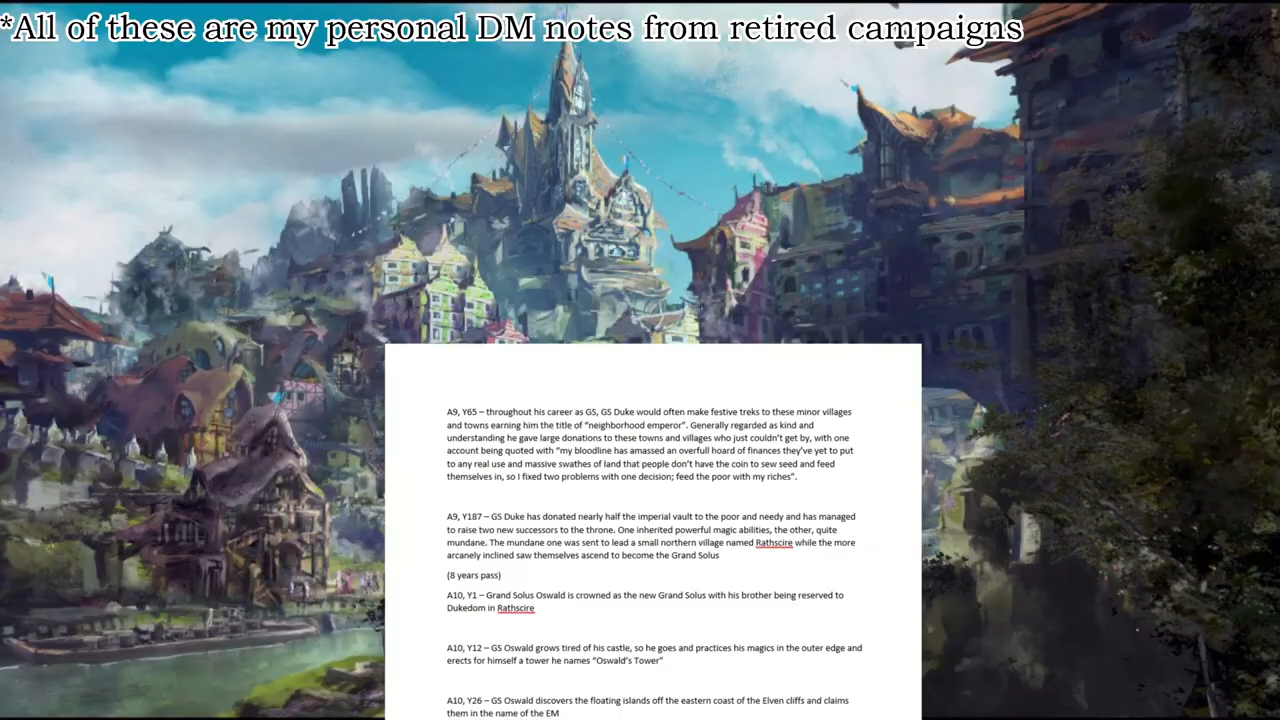 *All of these are my personal DM notes from retired campaigns
A9, Y65 – throughout his career as GS, GS Duke would often make festive treks to these minor villages
and towns earning him the title of “neighborhood emperor”. Generally regarded as kind and
understanding he gave large donations to these towns and villages who just couldn’t get by, with one
account being quoted with “my bloodline has amassed an overfull hoard of finances they’ve yet to put
to any real use and massive swathes of land that people don’t have the coin to sew seed and feed
themselves in, so I fixed two problems with one decision; feed the poor with my riches”.
A9, Y187 – GS Duke has donated nearly half the imperial vault to the poor and needy and has managed
to raise two new successors to the throne. One inherited powerful magic abilities, the other, quite
mundane. The mundane one was sent to lead a small northern village named Rathscire while the more
arcanely inclined saw themselves ascend to become the Grand Solus
(8 years pass)
A10, Y1 – Grand Solus Oswald is crowned as the new Grand Solus with his brother being reserved to
Dukedom in Rathscire
A10, Y12 – GS Oswald grows tired of his castle, so he goes and practices his magics in the outer edge and
erects for himself a tower he names “Oswald’s Tower”
A10, Y26 – GS Oswald discovers the floating islands off the eastern coast of the Elven cliffs and claims
them in the name of the EM